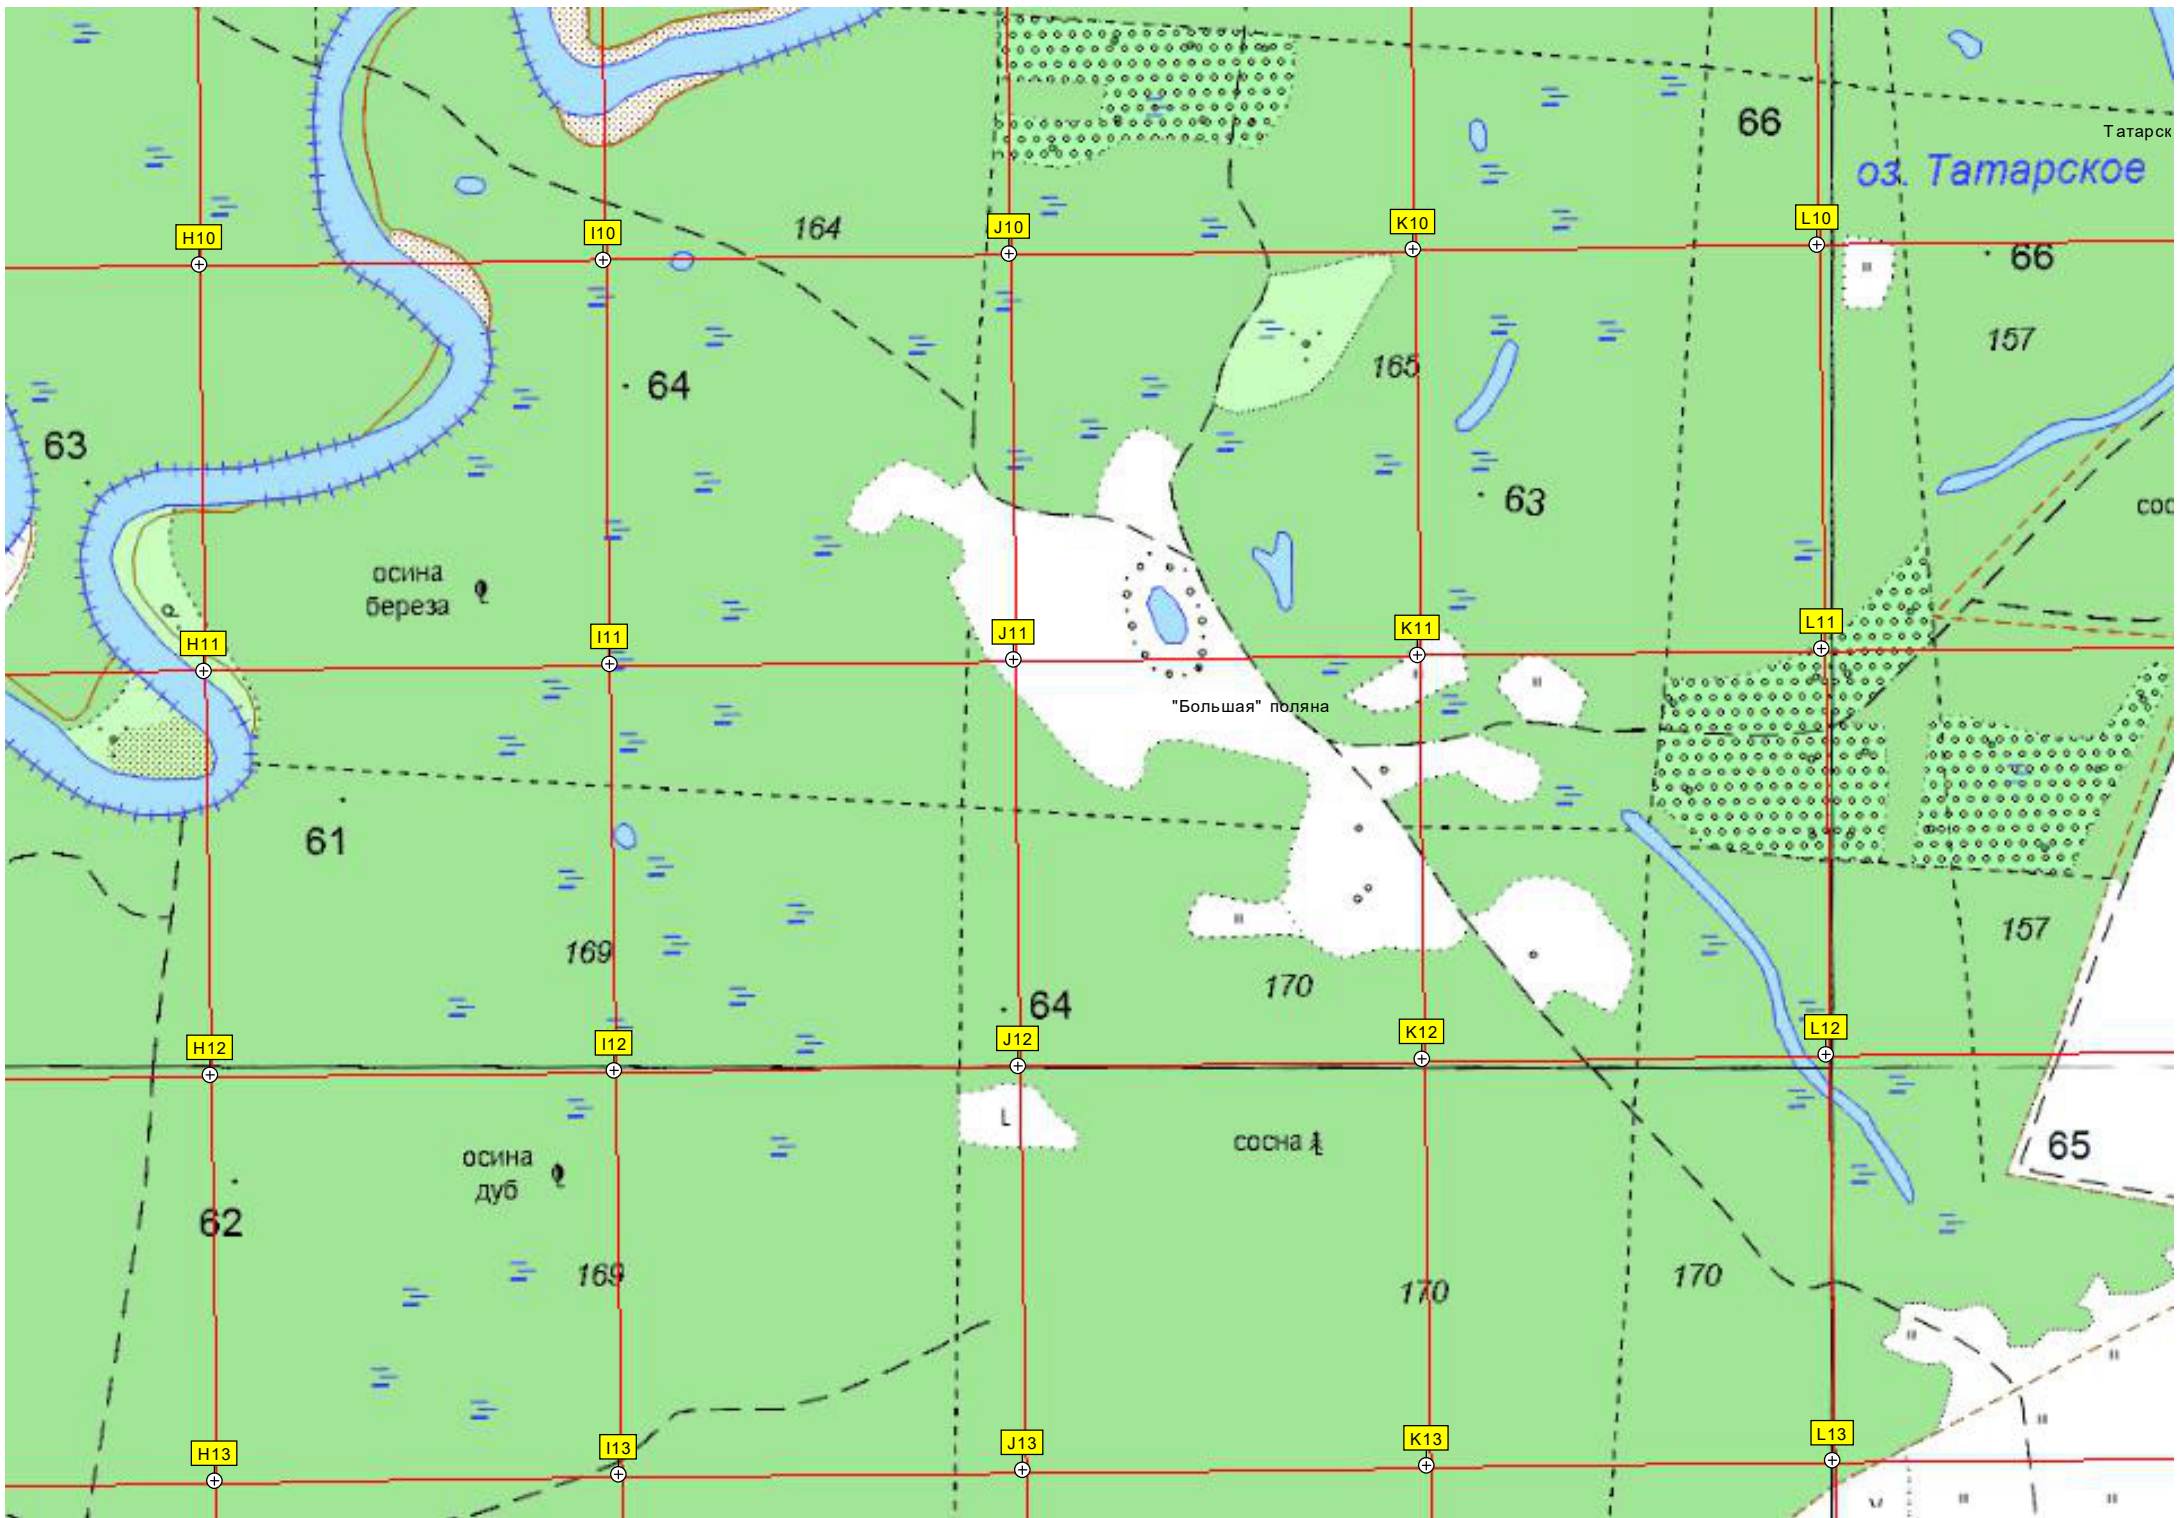 66
Татарск
оз. Татарское
H10
I10
164
J10
K10
L10
66
157
165
64
63
63
сос
осина
береза
H11
I11
J11
K11
L11
"Большая" поляна
61
169
170
157
64
H12
I12
J12
K12
L12
осина
дуб
сосна
65
62
169
170
170
H13
I13
J13
K13
L13